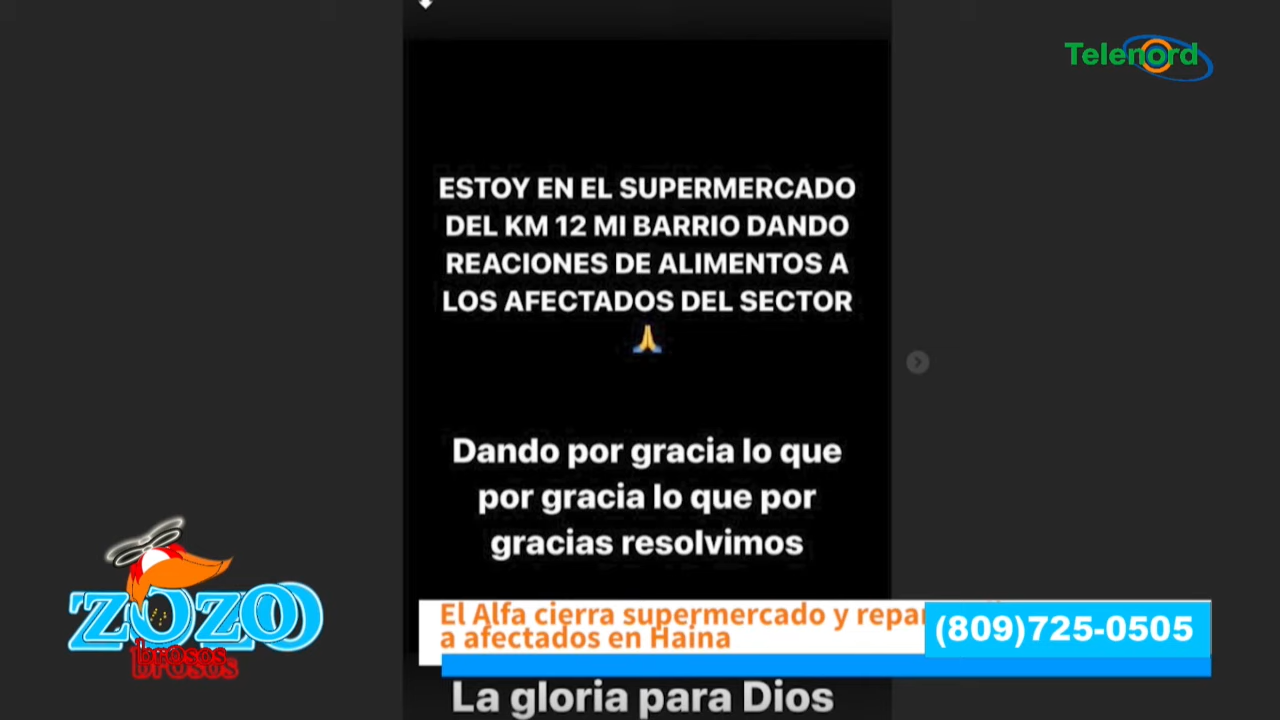 Telenord
ESTOY EN EL SUPERMERCADO
DEL KM 12 MI BARRIO DANDO
REACIONES DE ALIMENTOS A
LOS AFECTADOS DEL SECTOR
Dando por gracia lo que
por gracia lo que por
gracias resolvimos
El Alfa cierra supermercado y repar
a afectados en Haina
(809)725-0505
ZOZO
brosos
La gloria para Dios